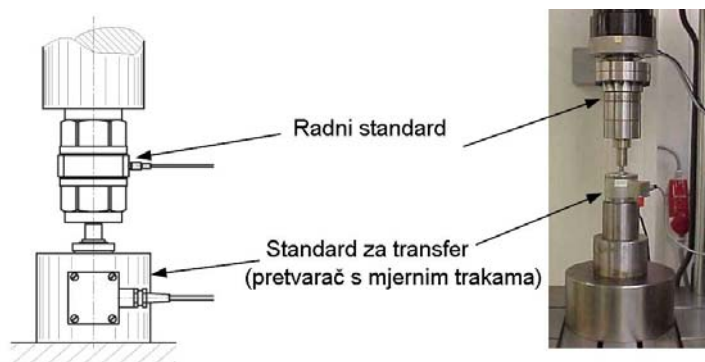 Radni standard
Standard za transfer
(pretvarač s mjernim trakama)